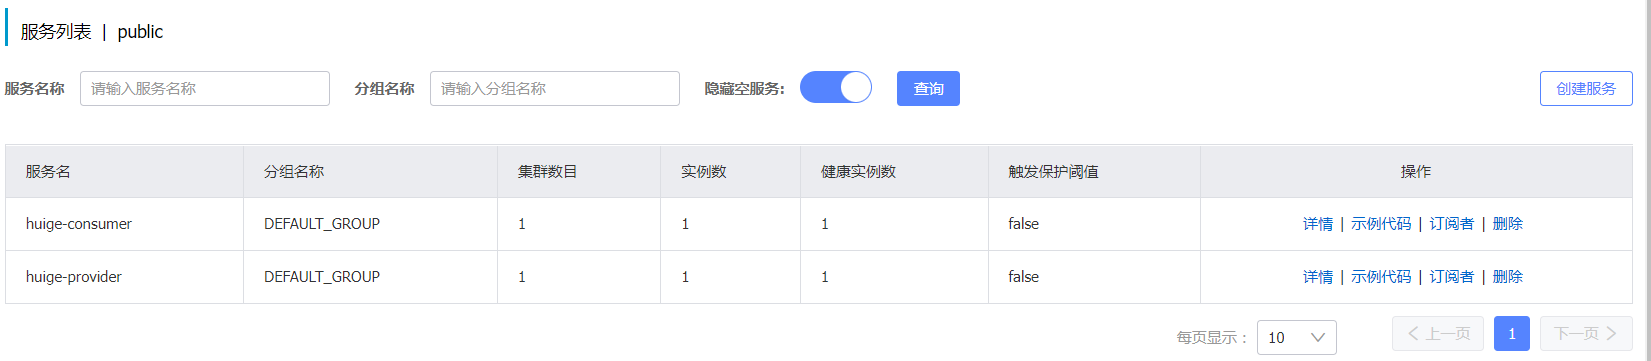 服务列表 | public
服务名称 请输入服务名称 分组名称 请输入分组名称 隐藏空服务: 查询 创建服务
服务名 分组名称 集群数目 实例数 健康实例数 触发保护阈值 操作
huige-consumer DEFAULT_GROUP 1 1 1 false 详情 | 示例代码 | 订阅者 | 删除
huige-provider DEFAULT_GROUP 1 1 1 false 详情 | 示例代码 | 订阅者 | 删除
每页显示： 10 上一页 1 下一页